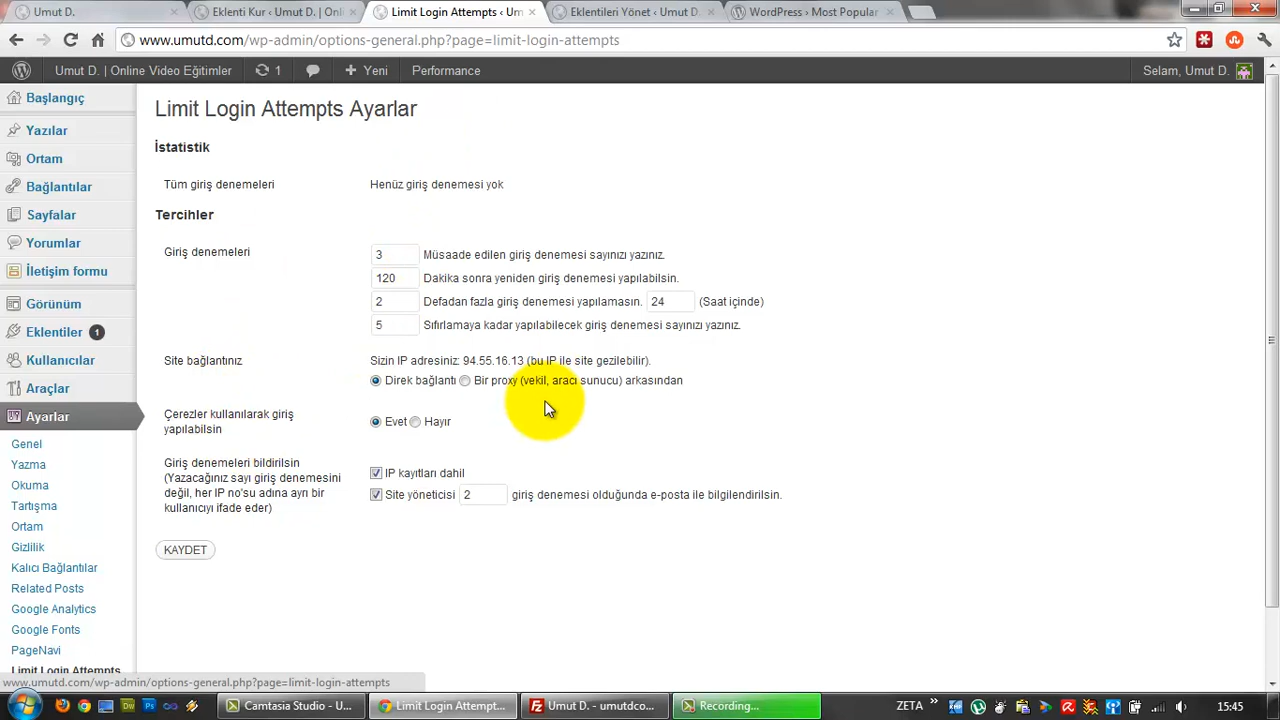 Umut D.
Eklenti Kur ‹ Umut D. | Onli
Limit Login Attempts ‹ Um
Eklentileri Yönet ‹ Umut D.
WordPress › Most Popular
www.umutd.com/wp-admin/options-general.php?page=limit-login-attempts
Umut D. | Online Video Eğitimler
1
Yeni
Performance
Selam, Umut D.
Başlangıç
Yazılar
Ortam
Bağlantılar
Sayfalar
Yorumlar
İletişim formu
Görünüm
Eklentiler 1
Kullanıcılar
Araçlar
Ayarlar
Genel
Yazma
Okuma
Tartışma
Ortam
Gizlilik
Kalıcı Bağlantılar
Related Posts
Google Analytics
Google Fonts
PageNavi
Limit Login Attempts
Limit Login Attempts Ayarlar
İstatistik
Tüm giriş denemeleri
Henüz giriş denemesi yok
Tercihler
Giriş denemeleri
3 Müsaade edilen giriş denemesi sayınızı yazınız.
120 Dakika sonra yeniden giriş denemesi yapılabilsin.
2 Defadan fazla giriş denemesi yapılamasın. 24 (Saat içinde)
5 Sıfırlamaya kadar yapılabilecek giriş denemesi sayınızı yazınız.
Site bağlantınız
Sizin IP adresiniz: 94.55.16.13 (bu IP ile site gezilebilir).
Direk bağlantı Bir proxy (vekil, aracı sunucu) arkasından
Çerezler kullanılarak giriş
yapılabilsin
Evet Hayır
Giriş denemeleri bildirilsin
(Yazacağınız sayı giriş denemesini
değil, her IP no'su adına ayrı bir
kullanıcıyı ifade eder)
IP kayıtları dahil
Site yöneticisi 2 giriş denemesi olduğunda e-posta ile bilgilendirilsin.
KAYDET
www.umutd.com/wp-admin/options-general.php?page=limit-login-attempts
Camtasia Studio - U...
Limit Login Attempt...
Umut D. - umutdco...
Recording...
ZETA
15:45